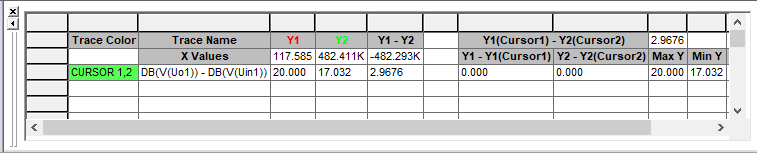 Trace Color Trace Name Y1 Y2 Y1 - Y2 Y1(Cursor1) - Y2(Cursor2) 2.9676
X Values 117.585 482.411K -482.293K Y1 - Y1(Cursor1) Y2 - Y2(Cursor2) Max Y Min Y
CURSOR 1,2 DB(V(Uo1)) - DB(V(Uin1)) 20.000 17.032 2.9676 0.000 0.000 20.000 17.032